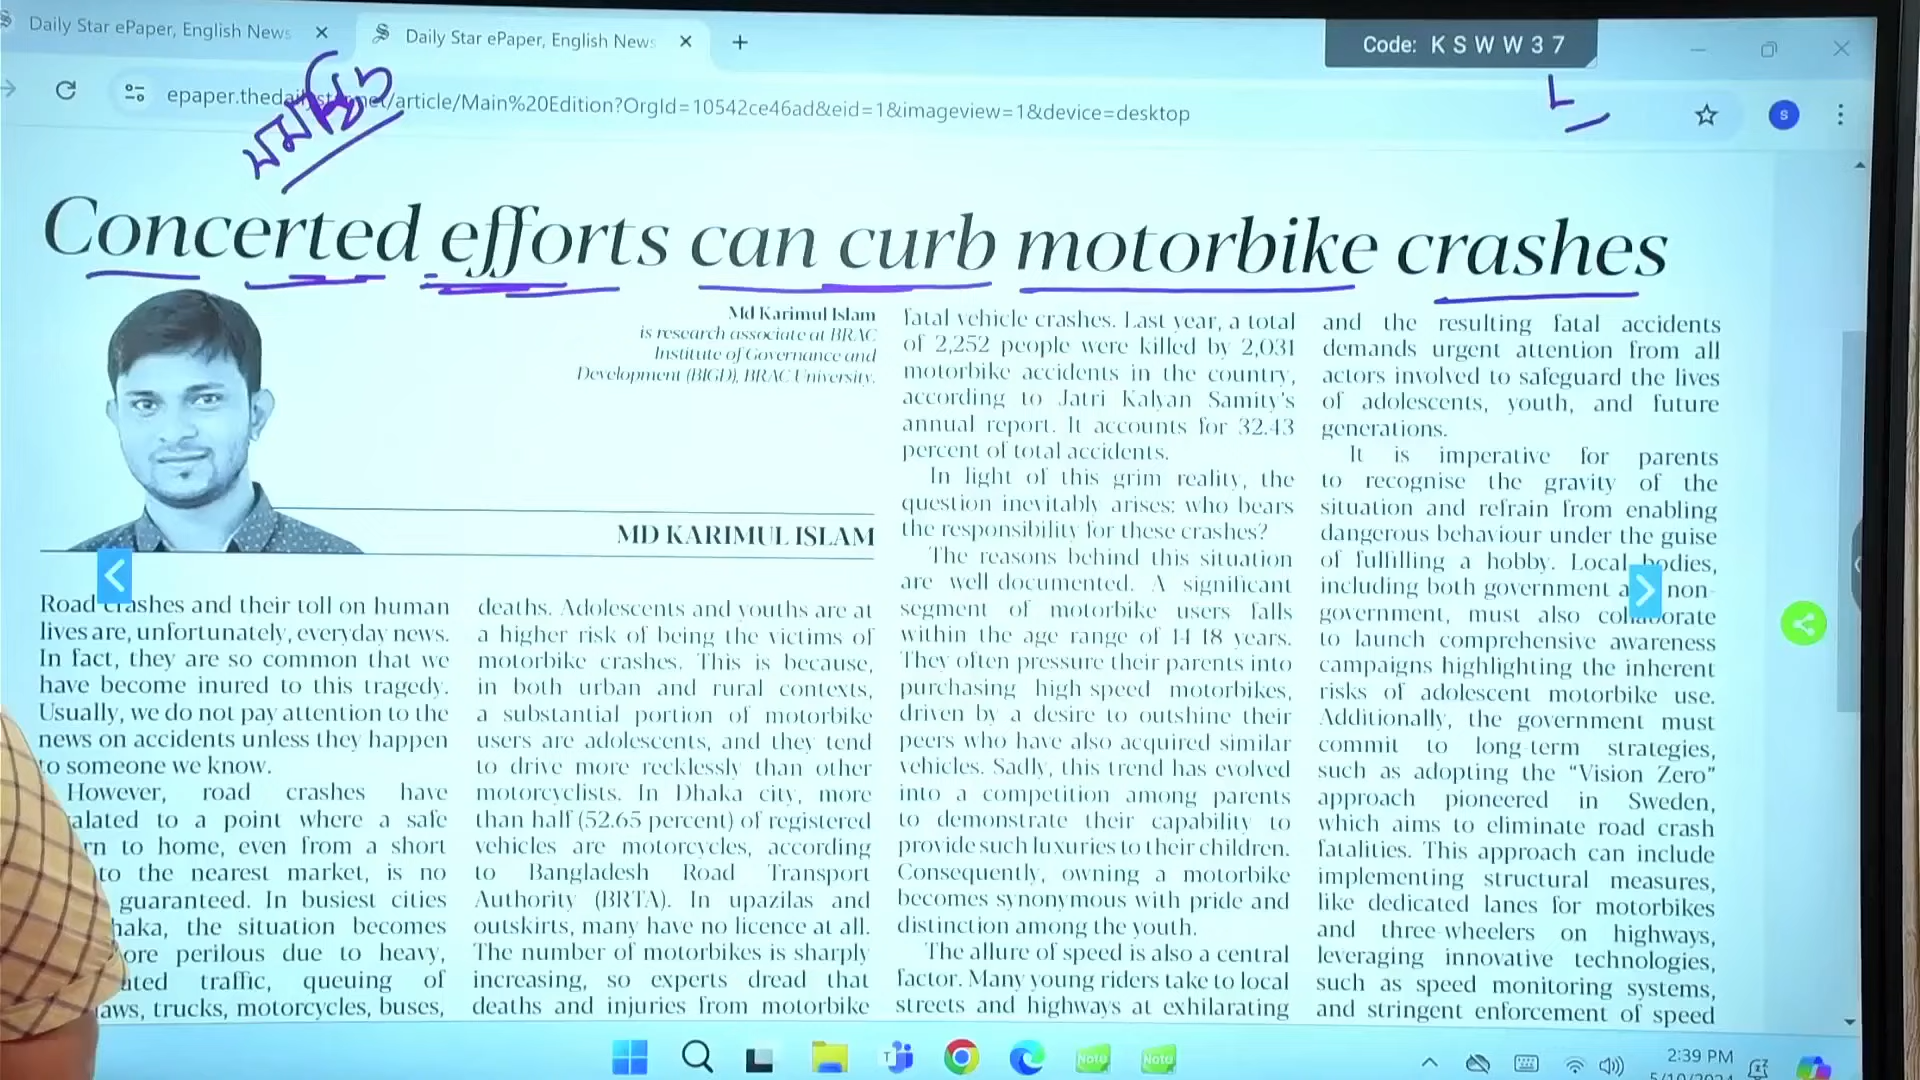 Daily Star ePaper, English News
Daily Star ePaper, English News
Code: K S W W 3 7
/article/Main%20Edition?OrgId=10542ce46ad&eid=1&imageview=1&device=desktop
s
Concerted efforts can curb motorbike crashes
Md Karimul Islam
is research associate at BRAC
Institute of Governance and
Development (BIGD), BRAC University.
MD KARIMUL ISLAM
Road crashes and their toll on human
lives are, unfortunately, everyday news.
In fact, they are so common that we
have become inured to this tragedy.
Usually, we do not pay attention to the
news on accidents unless they happen
to someone we know.
However, road crashes have
to a point where a safe
to home, even from a short
to the nearest market, is no
guaranteed. In busiest cities
the situation becomes
perilous due to heavy,
traffic, queuing of
trucks, motorcycles, buses,
deaths. Adolescents and youths are at
a higher risk of being the victims of
motorbike crashes. This is because,
in both urban and rural contexts,
a substantial portion of motorbike
users are adolescents, and they tend
to drive more recklessly than other
motorcyclists. In Dhaka city, more
than half (52.65 percent) of registered
vehicles are motorcycles, according
to Bangladesh Road Transport
Authority (BRTA). In upazilas and
outskirts, many have no licence at all.
The number of motorbikes is sharply
increasing, so experts dread that
deaths and injuries from motorbike
fatal vehicle crashes. Last year, a total
of 2,252 people were killed by 2,031
motorbike accidents in the country,
according to Jatri Kalyan Samity's
annual report. It accounts for 32.43
percent of total accidents.
In light of this grim reality, the
question inevitably arises: who bears
the responsibility for these crashes?
The reasons behind this situation
are well documented. A significant
segment of motorbike users falls
within the age range of 14-18 years.
They often pressure their parents into
purchasing high-speed motorbikes,
driven by a desire to outshine their
peers who have also acquired similar
vehicles. Sadly, this trend has evolved
into a competition among parents
to demonstrate their capability to
provide such luxuries to their children.
Consequently, owning a motorbike
becomes synonymous with pride and
distinction among the youth.
The allure of speed is also a central
factor. Many young riders take to local
streets and highways at exhilarating
and the resulting fatal accidents
demands urgent attention from all
actors involved to safeguard the lives
of adolescents, youth, and future
generations.
It is imperative for parents
to recognise the gravity of the
situation and refrain from enabling
dangerous behaviour under the guise
of fulfilling a hobby. Local bodies,
including both government a non-
government, must also collaborate
to launch comprehensive awareness
campaigns highlighting the inherent
risks of adolescent motorbike use.
Additionally, the government must
commit to long-term strategies,
such as adopting the “Vision Zero”
approach pioneered in Sweden,
which aims to eliminate road crash
fatalities. This approach can include
implementing structural measures,
like dedicated lanes for motorbikes
and three-wheelers on highways,
leveraging innovative technologies,
such as speed monitoring systems,
and stringent enforcement of speed
Note
Note
2:39 PM